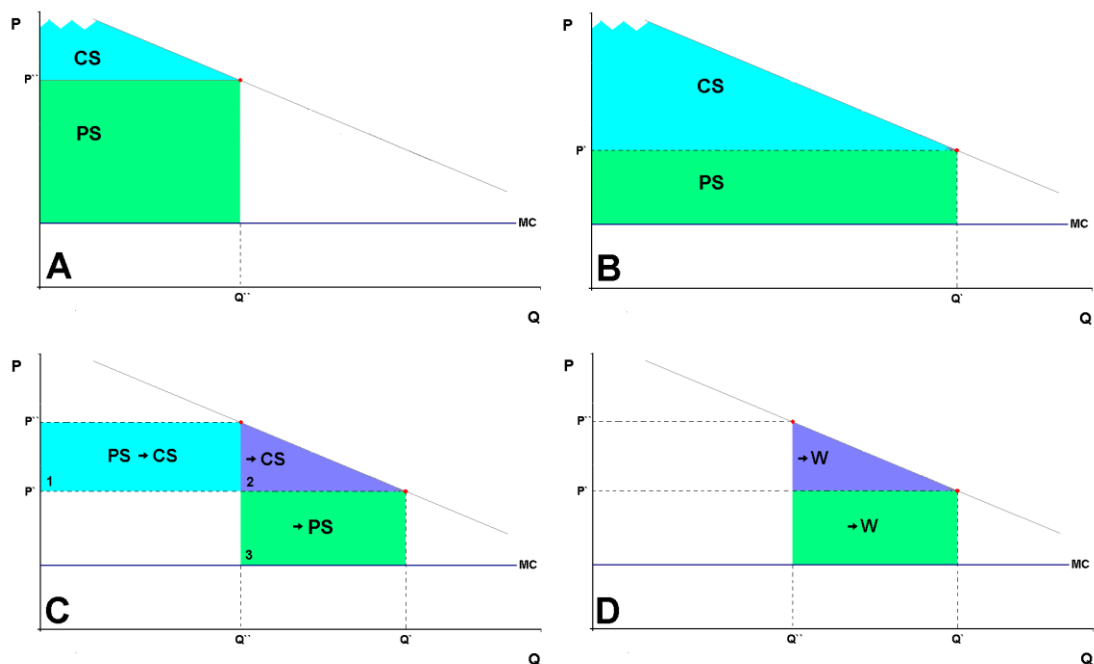 P
CS
P``
PS
MC
A
Q``
Q
P
CS
P`
PS
MC
B
Q`
Q
P
P``
PS → CS
→ CS
1
2
P`
→ PS
3
MC
C
Q``
Q`
Q
P
P``
→ W
P`
→ W
MC
D
Q``
Q`
Q